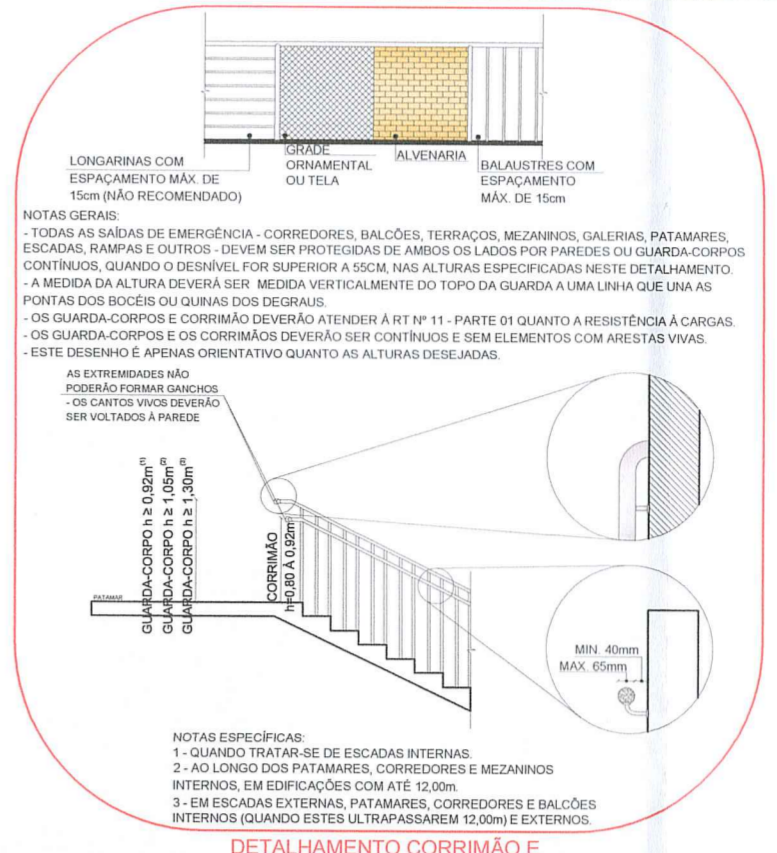 LONGARINAS COM
ESPAÇAMENTO MÁX. DE
15cm (NÃO RECOMENDADO)
GRADE
ORNAMENTAL
OU TELA
ALVENARIA
BALAUSTRES COM
ESPAÇAMENTO
MÁX. DE 15cm
NOTAS GERAIS:
- TODAS AS SAÍDAS DE EMERGÊNCIA - CORREDORES, BALCÕES, TERRAÇOS, MEZANINOS, GALERIAS, PATAMARES,
ESCADAS, RAMPAS E OUTROS - DEVEM SER PROTEGIDAS DE AMBOS OS LADOS POR PAREDES OU GUARDA-CORPOS
CONTÍNUOS, QUANDO O DESNÍVEL FOR SUPERIOR A 55CM, NAS ALTURAS ESPECIFICADAS NESTE DETALHAMENTO.
- A MEDIDA DA ALTURA DEVERÁ SER MEDIDA VERTICALMENTE DO TOPO DA GUARDA A UMA LINHA QUE UNA AS
PONTAS DOS BOCÉIS OU QUINAS DOS DEGRAUS.
- OS GUARDA-CORPOS E CORRIMÃO DEVERÃO ATENDER Á RT Nº 11 - PARTE 01 QUANTO A RESISTÊNCIA À CARGAS.
- OS GUARDA-CORPOS E OS CORRIMÃOS DEVERÃO SER CONTÍNUOS E SEM ELEMENTOS COM ARESTAS VIVAS.
- ESTE DESENHO É APENAS ORIENTATIVO QUANTO AS ALTURAS DESEJADAS.
AS EXTREMIDADES NÃO
PODERÃO FORMAR GANCHOS
- OS CANTOS VIVOS DEVERÃO
SER VOLTADOS À PAREDE
GUARDA-CORPO h ≥ 0,92m(1)
GUARDA-CORPO h ≥ 1,05m(2)
GUARDA-CORPO h ≥ 1,30m(3)
CORRIMÃO
h=0,80 À 0,92m
PATAMAR
MIN. 40mm
MAX. 65mm
NOTAS ESPECÍFICAS:
1 - QUANDO TRATAR-SE DE ESCADAS INTERNAS.
2 - AO LONGO DOS PATAMARES, CORREDORES E MEZANINOS
INTERNOS, EM EDIFICAÇÕES COM ATÉ 12,00m.
3 - EM ESCADAS EXTERNAS, PATAMARES, CORREDORES E BALCÕES
INTERNOS (QUANDO ESTES ULTRAPASSAREM 12,00m) E EXTERNOS.
DETALHAMENTO CORRIMÃO E